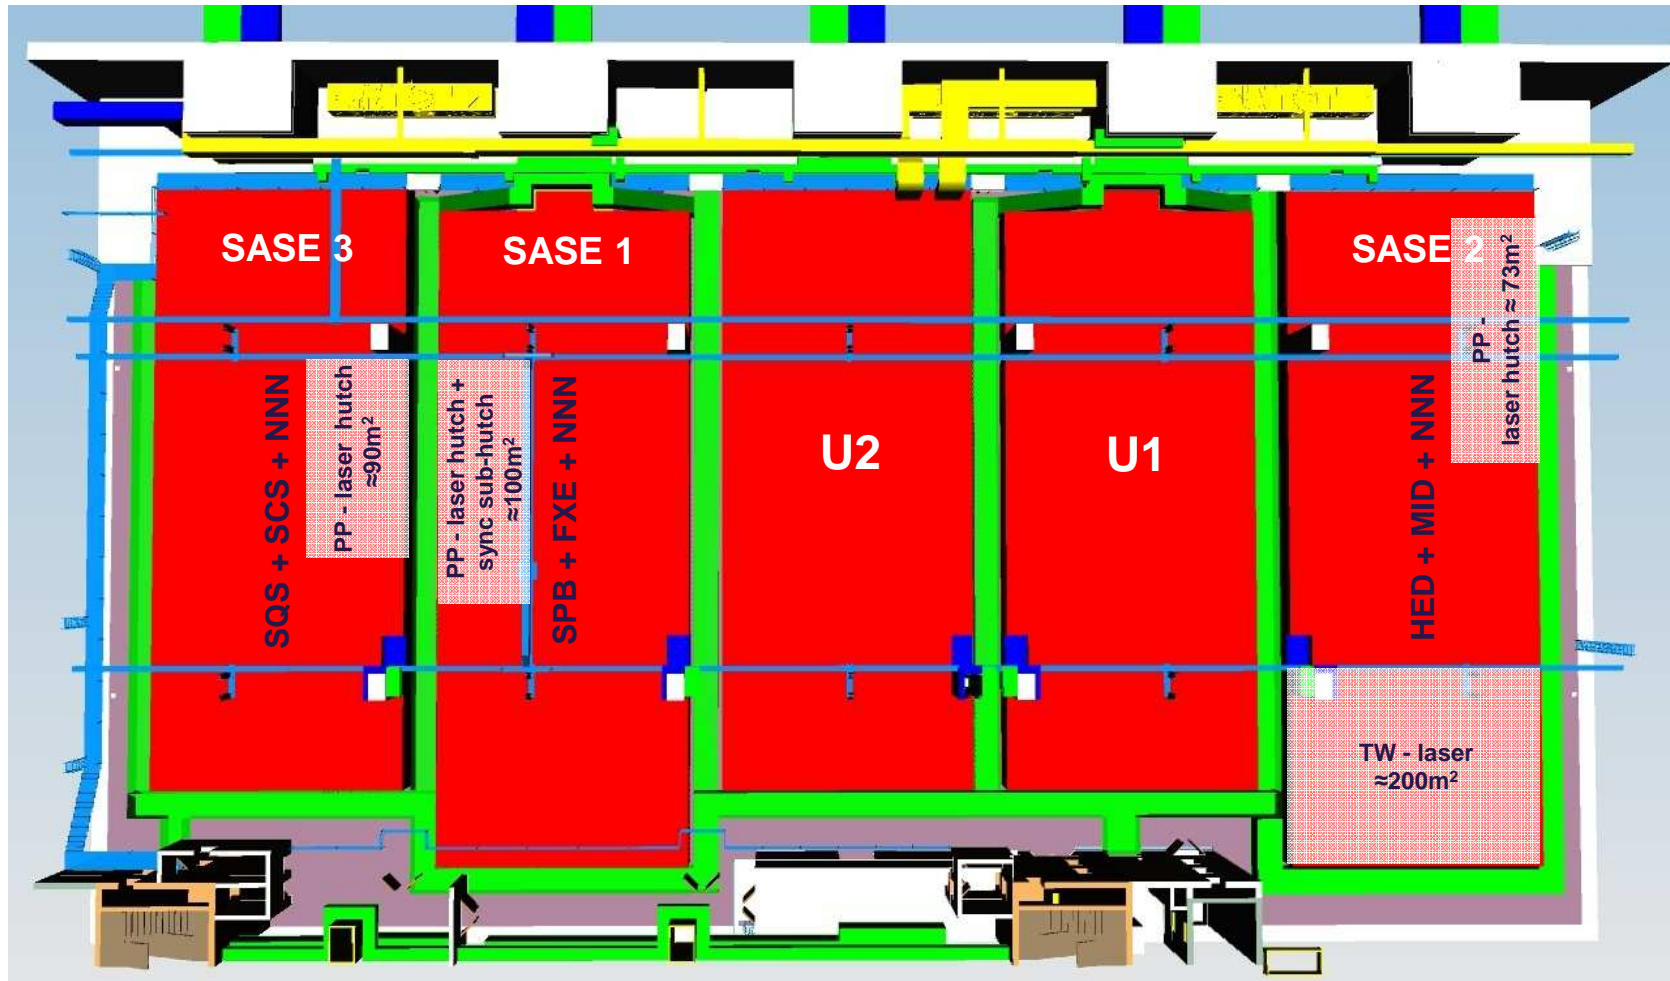 SASE 3
SASE 1
SASE 2
PP -
laser hutch ≈ 73m²
SQS + SCS + NNN
PP - laser hutch
≈90m²
PP - laser hutch +
sync sub-hutch
≈100m²
SPB + FXE + NNN
U2
U1
HED + MID + NNN
TW - laser
≈200m²